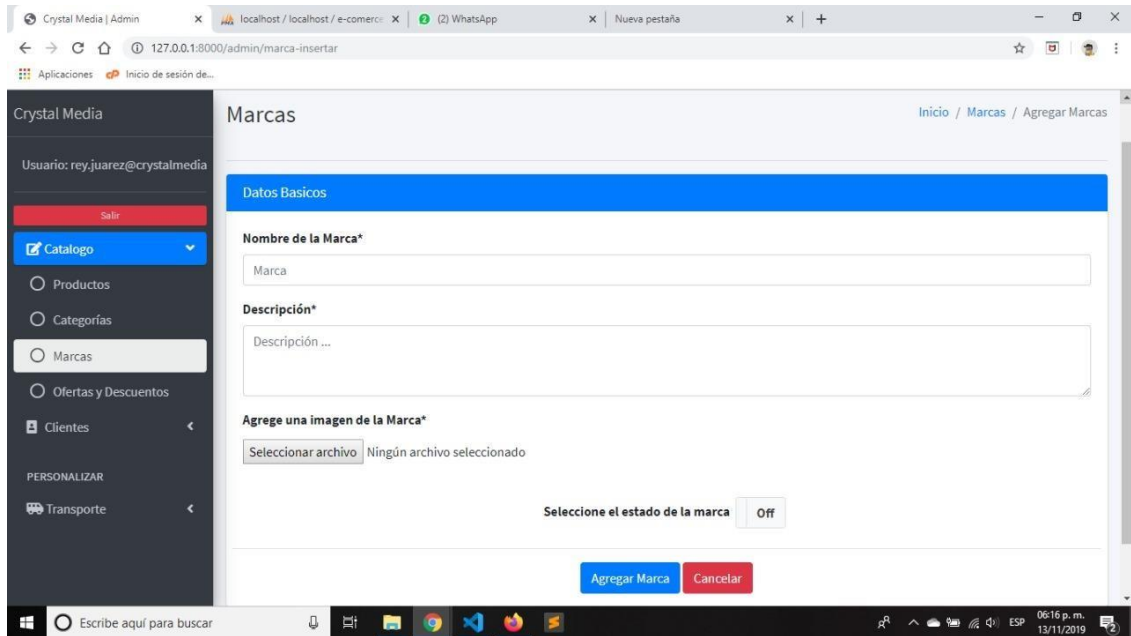 Crystal Media | Admin
localhost / localhost / e-comerce
(2) WhatsApp
Nueva pestaña
127.0.0.1:8000/admin/marca-insertar
Aplicaciones
cP Inicio de sesión de...
Crystal Media
Usuario: rey.juarez@crystalmedia
Salir
Catalogo
Productos
Categorías
Marcas
Ofertas y Descuentos
Clientes
PERSONALIZAR
Transporte
Marcas
Inicio / Marcas / Agregar Marcas
Datos Basicos
Nombre de la Marca*
Marca
Descripción*
Descripción ...
Agrege una imagen de la Marca*
Seleccionar archivo Ningún archivo seleccionado
Seleccione el estado de la marca Off
Agregar Marca Cancelar
Escribe aquí para buscar
ESP
06:16 p. m.
13/11/2019
2